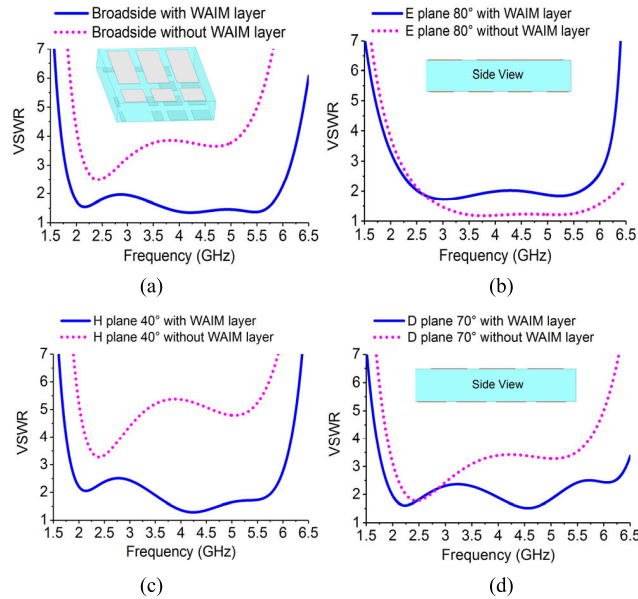 Broadside with WAIM layer
Broadside without WAIM layer
7
6
5
4
3
2
1
VSWR
1.5 2 2.5 3 3.5 4 4.5 5 5.5 6 6.5
Frequency (GHz)
(a)
E plane 80° with WAIM layer
E plane 80° without WAIM layer
Side View
7
6
5
4
3
2
1
VSWR
1.5 2 2.5 3 3.5 4 4.5 5 5.5 6 6.5
Frequency (GHz)
(b)
H plane 40° with WAIM layer
H plane 40° without WAIM layer
7
6
5
4
3
2
1
VSWR
1.5 2 2.5 3 3.5 4 4.5 5 5.5 6 6.5
Frequency (GHz)
(c)
D plane 70° with WAIM layer
D plane 70° without WAIM layer
Side View
7
6
5
4
3
2
1
VSWR
1.5 2 2.5 3 3.5 4 4.5 5 5.5 6 6.5
Frequency (GHz)
(d)